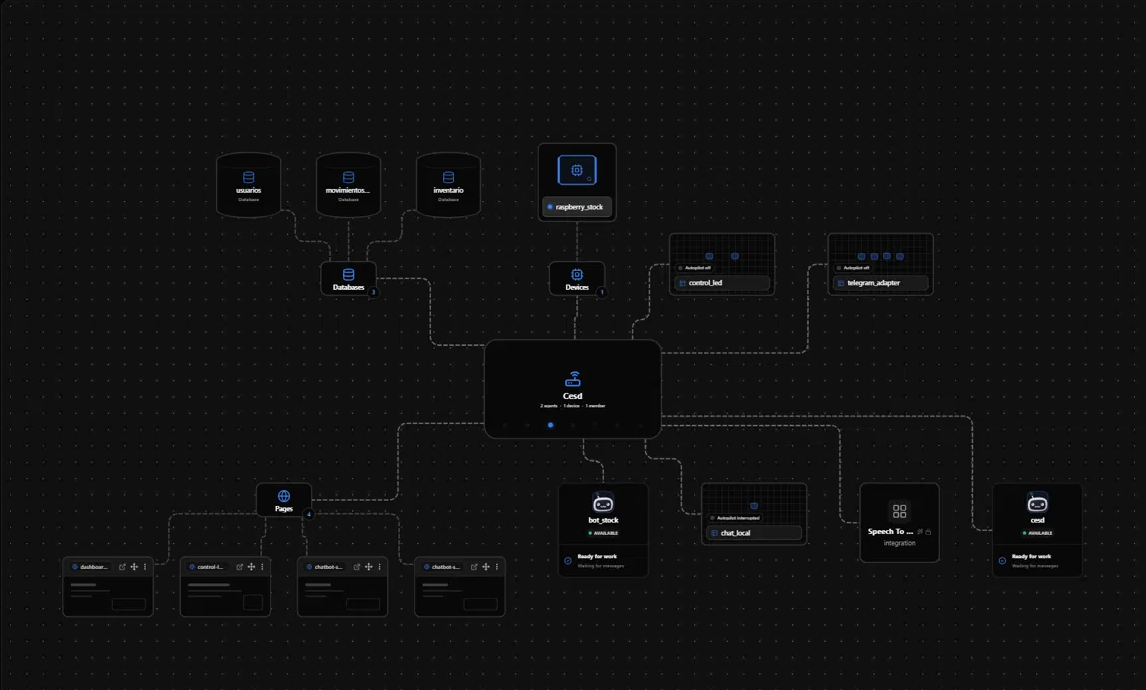 usuarios
Database
movimientos...
Database
inventario
Database
raspberry_stock
Databases
3
Devices
1
Autopilot off
control_led
Autopilot off
telegram_adapter
Cesd
2 agents · 1 device · 1 member
Pages
4
dashboar...
control-l...
chatbot-s...
chatbot-s...
bot_stock
AVAILABLE
Ready for work
Waiting for messages
Autopilot interrupted
chat_local
Speech To ...
integration
cesd
AVAILABLE
Ready for work
Waiting for messages